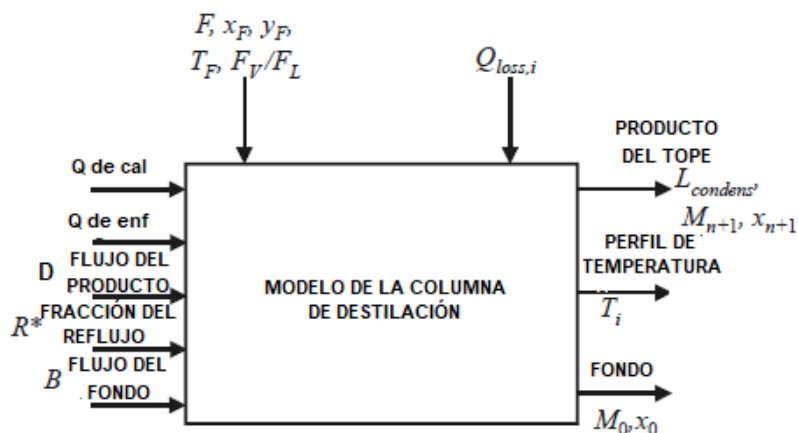 F, x_F, y_F,
T_F, F_V/F_L
Q_loss,i
Q de cal
Q de enf
D FLUJO DEL
PRODUCTO
R* FRACCIÓN DEL
REFLUJO
B FLUJO DEL
FONDO
MODELO DE LA COLUMNA
DE DESTILACIÓN
PRODUCTO
DEL TOPE
L_condens,
M_n+1, x_n+1
PERFIL DE
TEMPERATURA
T_i
FONDO
M_0,x_0